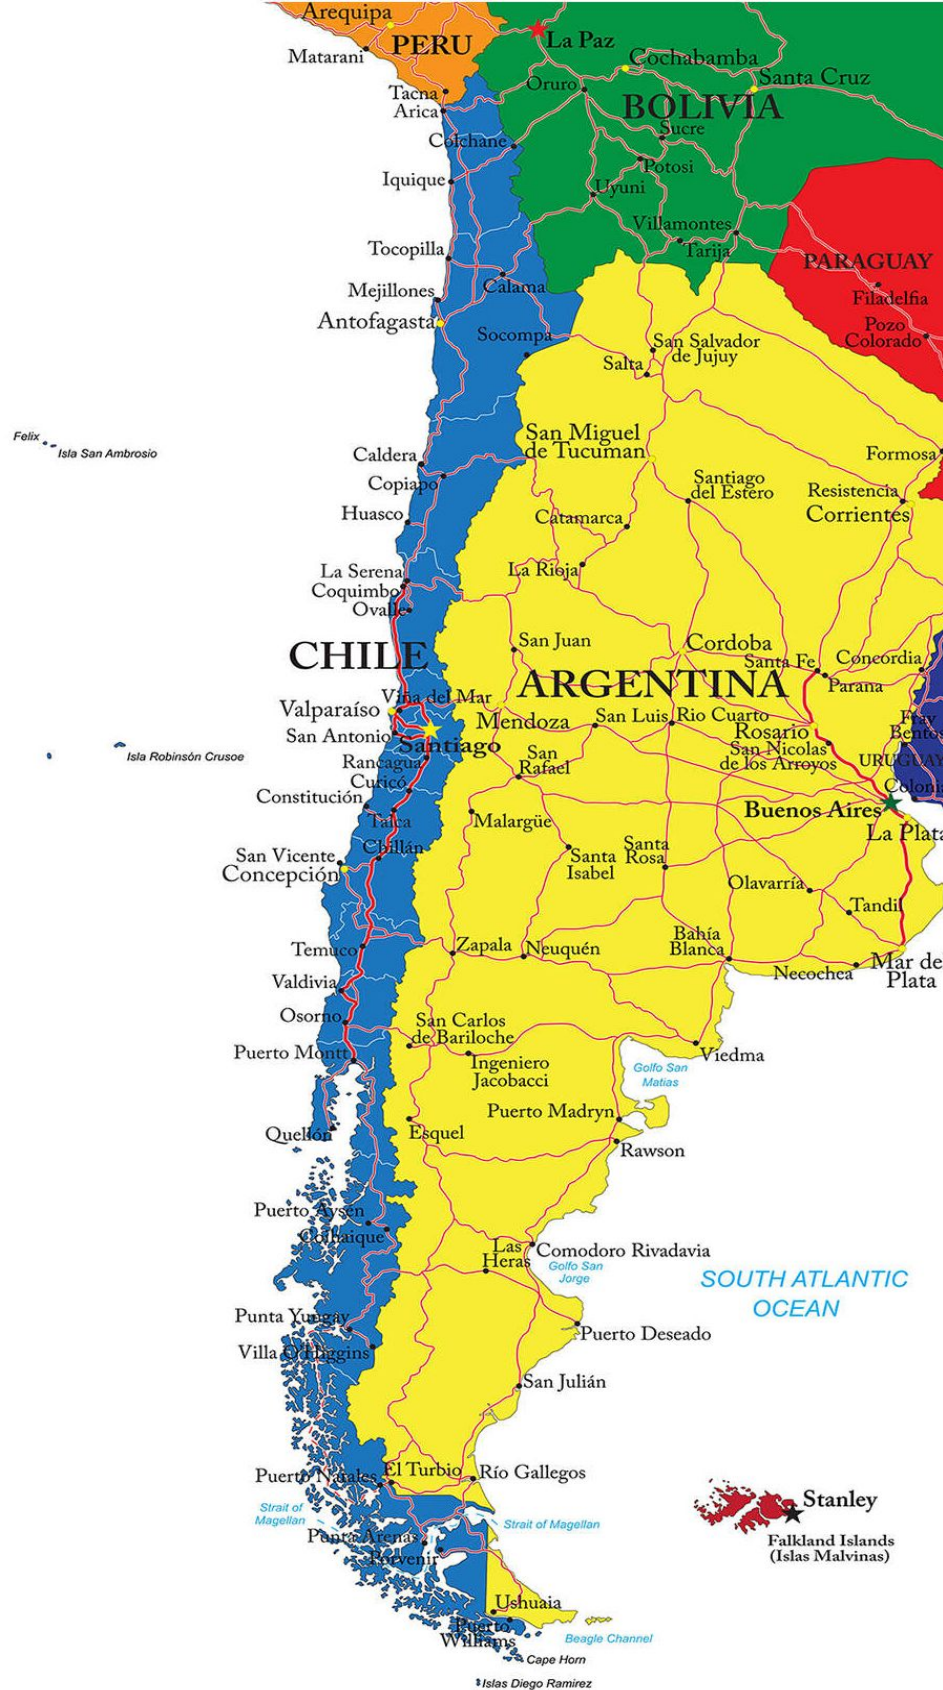 Arequipa
PERU
Matarani
La Paz
Cochabamba
Santa Cruz
Tacna
Arica
Oruro
BOLIVIA
Sucre
Colchane
Potosi
Iquique
Uyuni
Villamontes
Tarija
Tocopilla
PARAGUAY
Calama
Mejillones
Filadelfia
Antofagasta
Pozo
Colorado
Socompa
San Salvador
de Jujuy
Salta
Felix
Isla San Ambrosio
San Miguel
de Tucuman
Caldera
Formosa
Copiapo
Santiago
del Estero
Resistencia
Corrientes
Huasco
Catamarca
La Rioja
La Serena
Coquimbo
Ovalle
CHILE
San Juan
Cordoba
Santa Fe
Concordia
ARGENTINA
Parana
Viña del Mar
Valparaíso
Mendoza
San Luis
Rio Cuarto
Fray
Bentos
San Antonio
Santiago
Rosario
San Nicolas
de los Arroyos
Isla Robinsón Crusoe
Rancagua
San
Rafael
URUGUAY
Curicó
Colonia
Constitución
Talca
Malargüe
Buenos Aires
La Plata
Chillán
San Vicente
Concepción
Santa
Isabel
Santa
Rosa
Olavarría
Tandil
Temuco
Zapala
Neuquén
Bahía
Blanca
Necochea
Mar de
Plata
Valdivia
Osorno
San Carlos
de Bariloche
Puerto Montt
Ingeniero
Jacobacci
Viedma
Golfo San
Matias
Puerto Madryn
Quellón
Esquel
Rawson
Puerto Aysén
Coihaique
Las
Heras
Comodoro Rivadavia
Golfo San
Jorge
SOUTH ATLANTIC
OCEAN
Punta Yungay
Puerto Deseado
Villa O'Higgins
San Julián
Puerto Natales
El Turbio
Río Gallegos
Strait of
Magellan
Strait of Magellan
Stanley
Punta Arenas
Porvenir
Falkland Islands
(Islas Malvinas)
Ushuaia
Puerto
Williams
Beagle Channel
Cape Horn
Islas Diego Ramirez